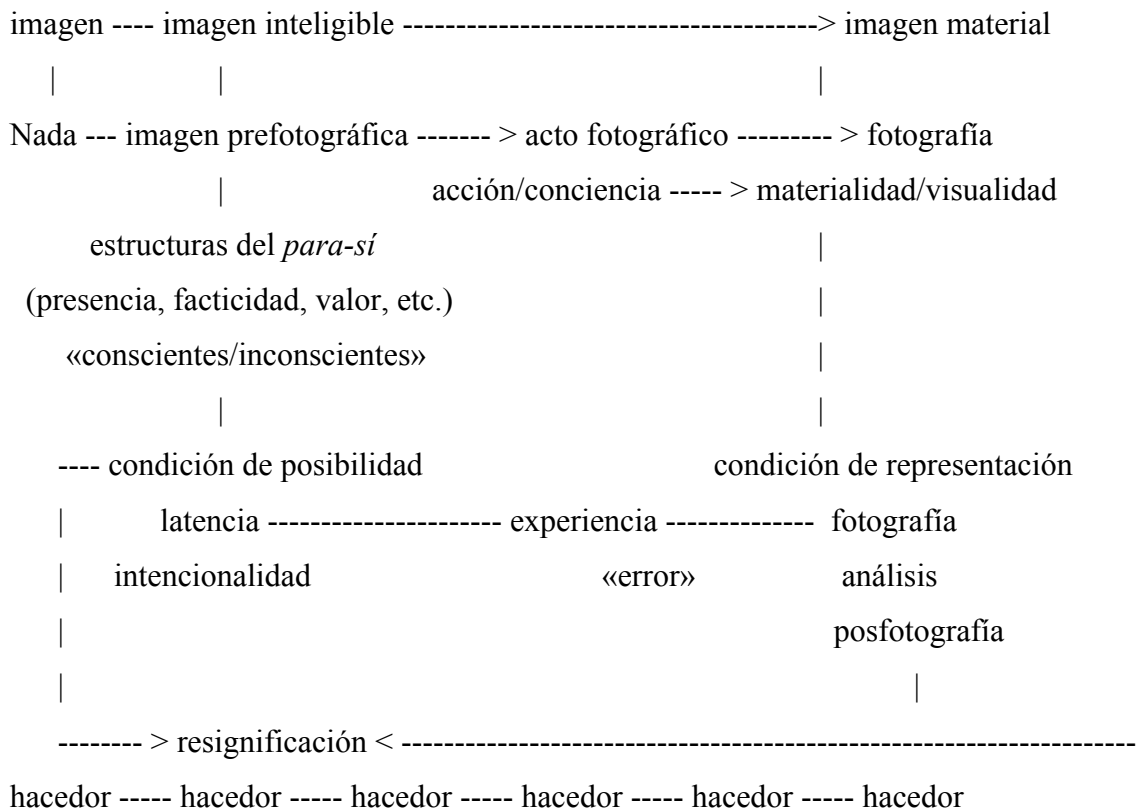 imagen ---- imagen inteligible ---------------------------------------> imagen material
| | |
Nada --- imagen prefotográfica ------- > acto fotográfico --------- > fotografía
| acción/conciencia ----- > materialidad/visualidad
estructuras del para-sí |
(presencia, facticidad, valor, etc.) |
«conscientes/inconscientes» |
| |
---- condición de posibilidad condición de representación
| latencia ---------------------- experiencia -------------- fotografía
| intencionalidad «error» análisis
| posfotografía
| |
-------- > resignificación < ---------------------------------------------------------------------
hacedor ----- hacedor ----- hacedor ----- hacedor ----- hacedor ----- hacedor